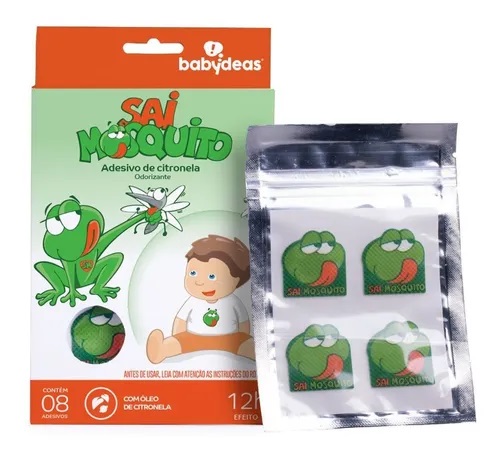 babydeas
SAI
MOSQUITO
Adesivo de citronela
Odorizante
ANTES DE USAR, LEIA COM ATENÇÃO AS INSTRUÇÕES DO
CONTÉM
08
ADESIVOS
COM ÓLEO
DE CITRONELA
12h
EFEITO
SAI MOSQUITO
SAI MOSQUITO
SAI MOSQUITO
SAI MOSQUITO